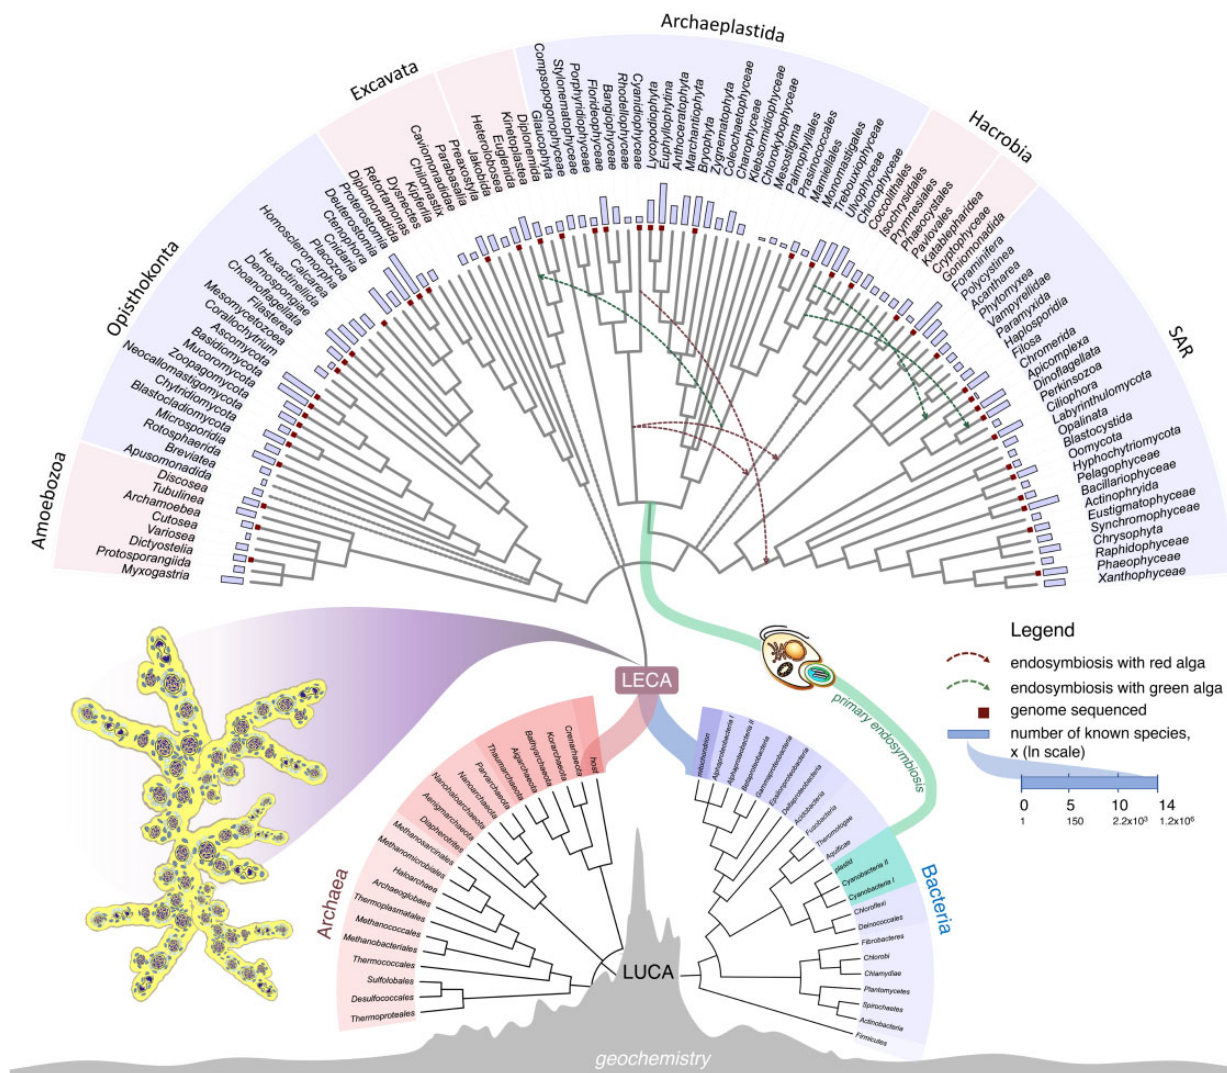 Archaeplastida
Excavata
Hacrobia
Opisthokonta
SAR
Amoebozoa
Myxogastria
Protosporangiida
Dictyostelia
Variosea
Cutosea
Archamoebea
Tubulinea
Discosea
Apusomonadida
Breviatea
Rotosphaerida
Microsporidia
Blastocladiomycota
Chytridiomycota
Neocallomastigomycota
Zoopagomycota
Mucoromycota
Basidiomycota
Ascomycota
Corallochytrium
Mesomycetozoea
Filasterea
Choanoflagellata
Demospongiae
Hexactinellida
Calcarea
Homoscleromorpha
Placozoa
Cnidaria
Ctenophora
Deuterostomia
Proterostomia
Diplomonadida
Retortamonas
Dysnectes
Kipferlia
Chilomastix
Caviomonadidae
Parabasalia
Preaxostyla
Jakobida
Heterolobosea
Euglenida
Kinetoplastea
Diplonemida
Glaucophyta
Compsopogonophyceae
Stylonematophyceae
Porphyridiophyceae
Florideophyceae
Bangiophyceae
Rhodellophyceae
Cyanidiophyceae
Lycopodiophyta
Euphyllophytina
Anthoceratophyta
Marchantiophyta
Bryophyta
Zygnematophyta
Coleochaetophyceae
Charophyceae
Klebsormidiophyceae
Chlorokybophyceae
Mesostigma
Palmophyllales
Prasinococcales
Mamiellales
Monomastigales
Trebouxiophyceae
Ulvophyceae
Chlorophyceae
Coccolithales
Isochrysidales
Prymnesiales
Phaeocystales
Pavlovales
Katablepharidea
Cryptophyceae
Goniomonadida
Foraminifera
Polycystinea
Acantharea
Phytomyxea
Vampyrellidae
Paramyxida
Haplosporidia
Filosa
Chromerida
Apicomplexa
Dinoflagellata
Perkinsozoa
Ciliophora
Labyrinthulomycota
Opalinata
Blastocystida
Oomycota
Hyphochytriomycota
Pelagophyceae
Bacillariophyceae
Actinophryida
Eustigmatophyceae
Synchromophyceae
Chrysophyta
Raphidophyceae
Phaeophyceae
Xanthophyceae
LECA
primary endosymbiosis
Legend
endosymbiosis with red alga
endosymbiosis with green alga
genome sequenced
number of known species,
x (ln scale)
0 5 10 14
1 150 2.2x10³ 1.2x10⁶
Archaea
host
Crenarhaeota
Korarchaeota
Bathyarchaeota
Aigarchaeota
Thaumarchaeota
Parvarchaeota
Nanoarchaeota
Nanohaloarchaeota
Aenigmarchaeota
Diapherotrites
Methanosarcinales
Methanomicrobiales
Haloarchaea
Archaeoglobaes
Thermoplasmatales
Methanococcales
Methanobacteriales
Thermococcales
Sulfolobales
Desulfococcales
Thermoproteales
Bacteria
mitochondrion
Alphaproteobacteria I
Alphaproteobacteria II
Betaproteobacteria
Gammaproteobacteria
Epsilonproteobacteria
Deltaproteobacteria
Acidobacteria
Fusobacteria
Thermotogae
Aquificae
plastid
Cyanobacteria II
Cyanobacteria I
Chloroflexi
Deinococcales
Fibrobacteres
Chlorobi
Chlamydiae
Plantomycetes
Spirochaetes
Actinobacteria
Firmicutes
LUCA
geochemistry